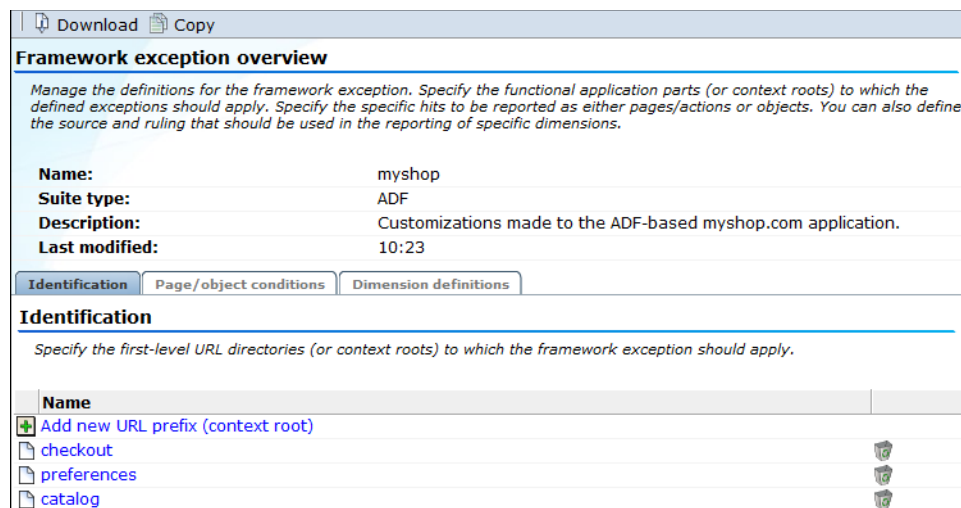 Download Copy
Framework exception overview
Manage the definitions for the framework exception. Specify the functional application parts (or context roots) to which the
defined exceptions should apply. Specify the specific hits to be reported as either pages/actions or objects. You can also define
the source and ruling that should be used in the reporting of specific dimensions.
Name: myshop
Suite type: ADF
Description: Customizations made to the ADF-based myshop.com application.
Last modified: 10:23
Identification Page/object conditions Dimension definitions
Identification
Specify the first-level URL directories (or context roots) to which the framework exception should apply.
Name
Add new URL prefix (context root)
checkout
preferences
catalog